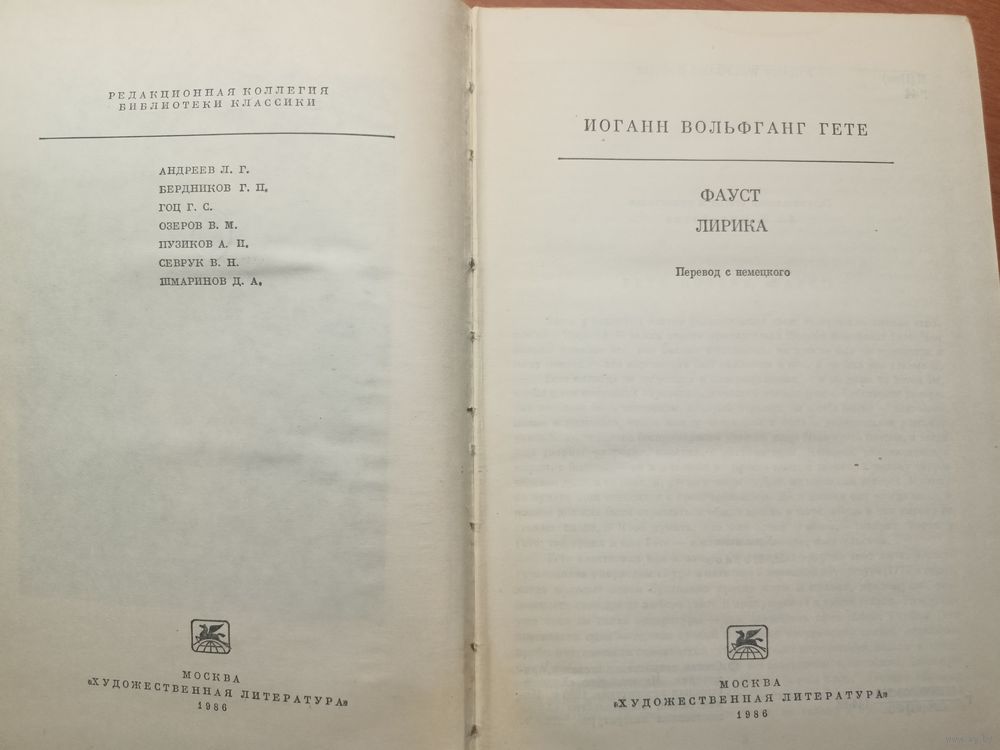 РЕДАКЦИОННАЯ КОЛЛЕГИЯ
БИБЛИОТЕКИ КЛАССИКИ
АНДРЕЕВ Л. Г.
БЕРДНИКОВ Г. П.
ГОЦ Г. С.
ОЗЕРОВ В. М.
ПУЗИКОВ А. И.
СЕВРУК В. Н.
ШМАРИНОВ Д. А.
МОСКВА
«ХУДОЖЕСТВЕННАЯ ЛИТЕРАТУРА»
1986
ИОГАНН ВОЛЬФГАНГ ГЕТЕ
ФАУСТ
ЛИРИКА
Перевод с немецкого
МОСКВА
«ХУДОЖЕСТВЕННАЯ ЛИТЕРАТУРА»
1986